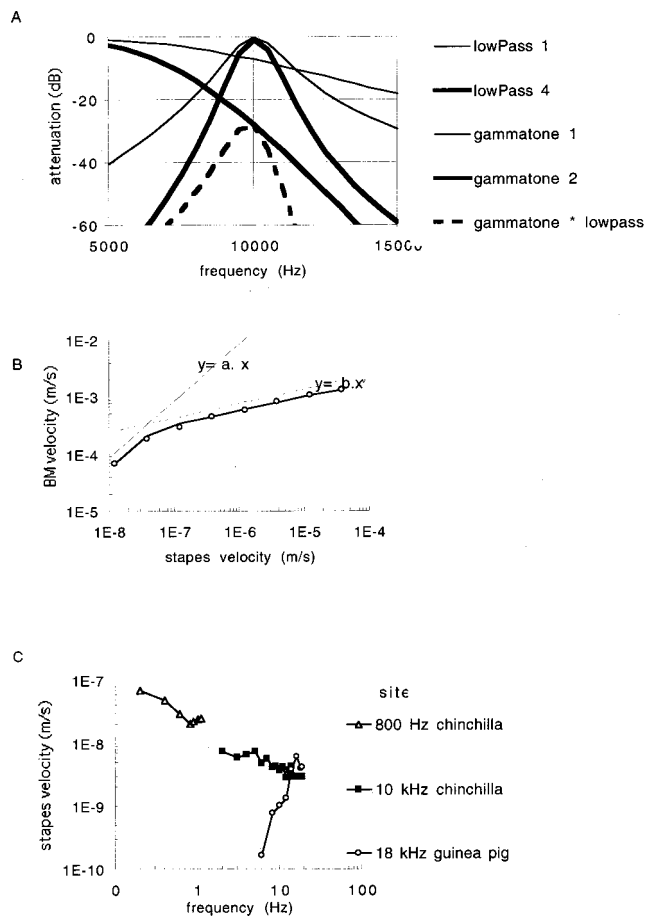 A
0
-20
-40
-60
attenuation (dB)
5000 10000 15000
frequency (Hz)
lowPass 1
lowPass 4
gammatone 1
gammatone 2
gammatone * lowpass
B
1E-2
1E-3
1E-4
1E-5
BM velocity (m/s)
y= a. x
y= b.x
1E-8 1E-7 1E-6 1E-5 1E-4
stapes velocity (m/s)
C
1E-7
1E-8
1E-9
1E-10
stapes velocity (m/s)
0 1 10 100
frequency (Hz)
site
800 Hz chinchilla
10 kHz chinchilla
18 kHz guinea pig